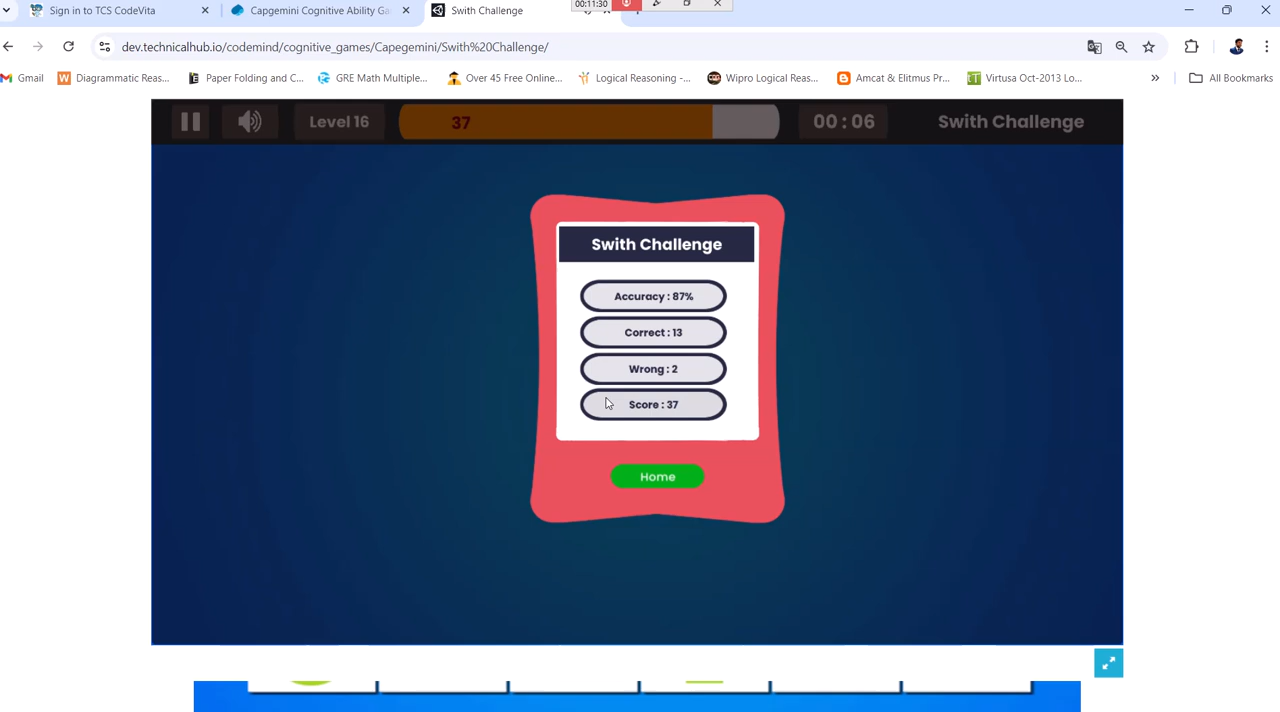 00:11:30
Sign in to TCS CodeVita
Capgemini Cognitive Ability Ga
Swith Challenge
dev.technicalhub.io/codemind/cognitive_games/Capegemini/Swith%20Challenge/
Gmail
Diagrammatic Reas...
Paper Folding and C...
GRE Math Multiple...
Over 45 Free Online...
Logical Reasoning -...
Wipro Logical Reas...
Amcat & Elitmus Pr...
Virtusa Oct-2013 Lo...
»
All Bookmarks
Level 16
37
00 : 06
Swith Challenge
Swith Challenge
Accuracy : 87%
Correct : 13
Wrong : 2
Score : 37
Home